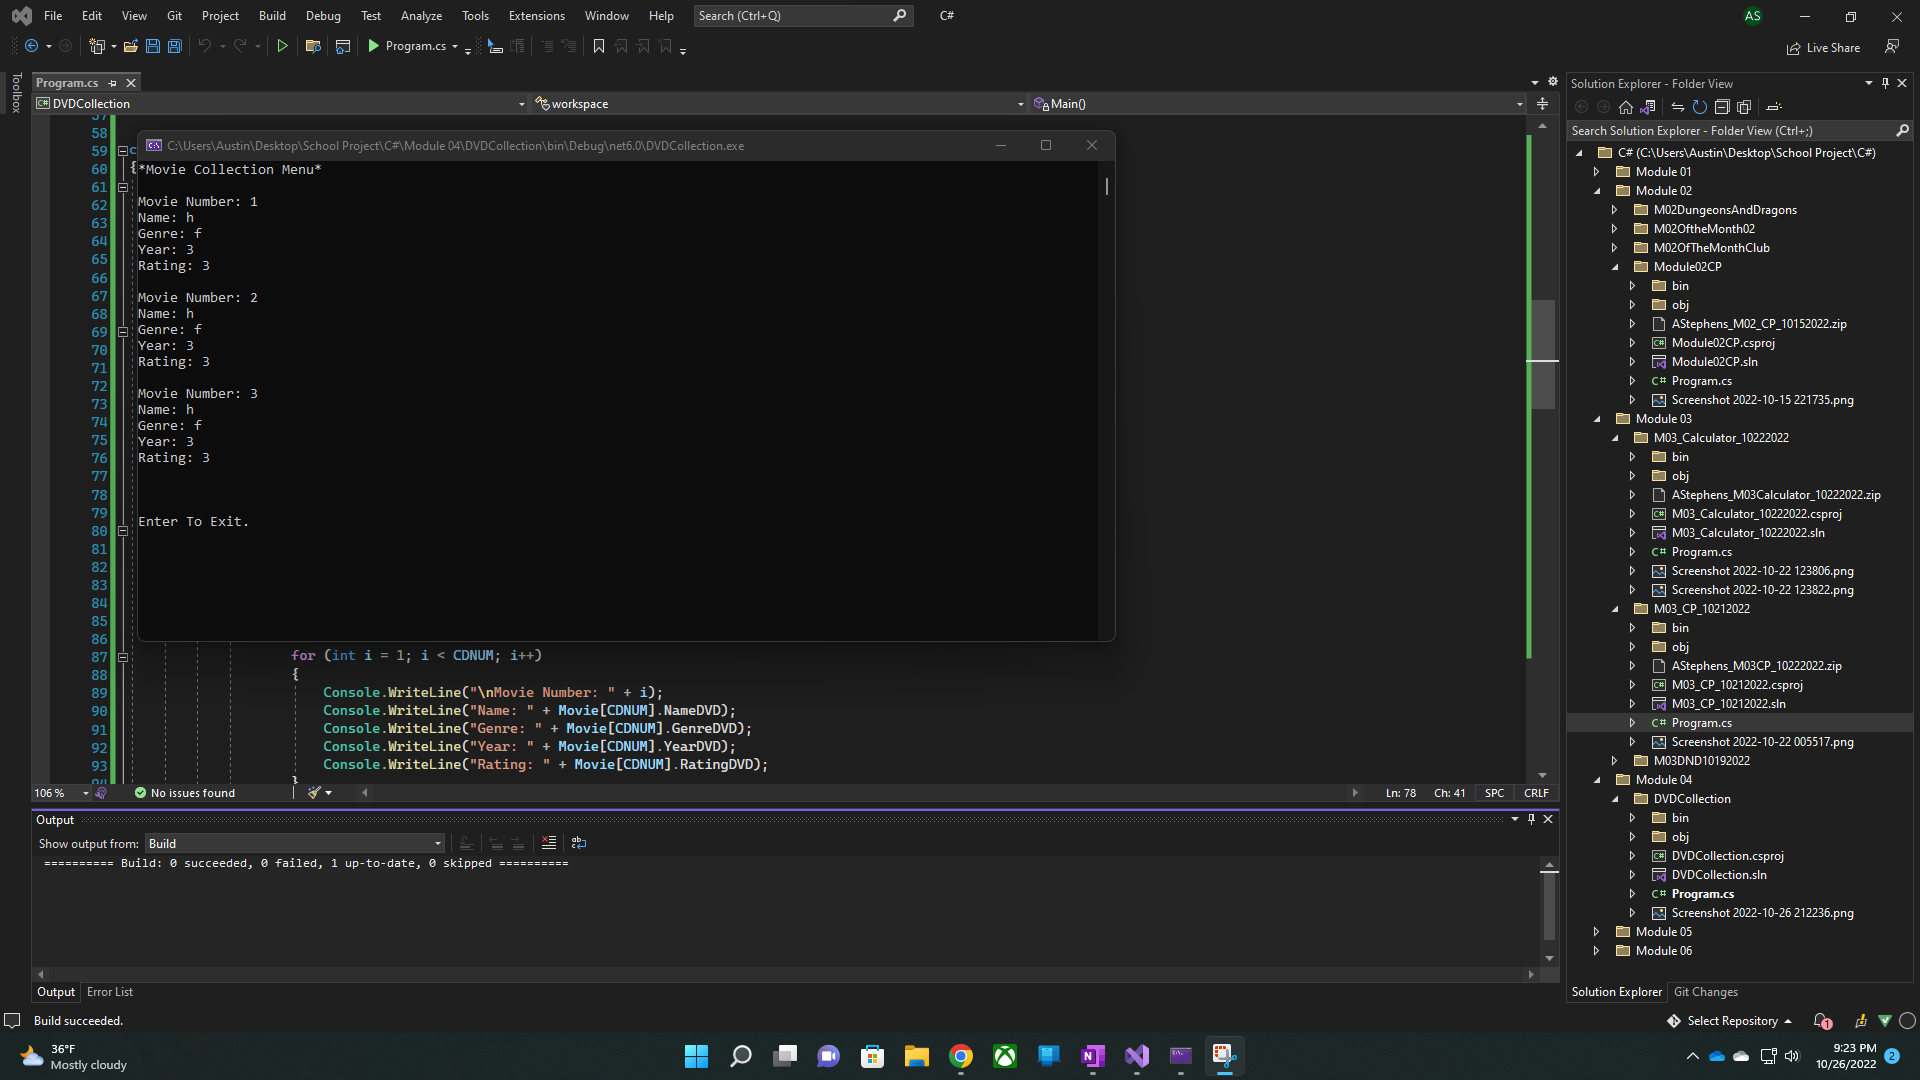 File Edit View Git Project Build Debug Test Analyze Tools Extensions Window Help Search (Ctrl+Q) C# AS
Program.cs Live Share
Toolbox
Program.cs
DVDCollection workspace Main()
57
58
59
60
61
62
63
64
65
66
67
68
69
70
71
72
73
74
75
76
77
78
79
80
81
82
83
84
85
86
87
88
89
90
91
92
93
94
c
{
C:\Users\Austin\Desktop\School Project\C#\Module 04\DVDCollection\bin\Debug\net6.0\DVDCollection.exe
*Movie Collection Menu*
Movie Number: 1
Name: h
Genre: f
Year: 3
Rating: 3
Movie Number: 2
Name: h
Genre: f
Year: 3
Rating: 3
Movie Number: 3
Name: h
Genre: f
Year: 3
Rating: 3
Enter To Exit.
for (int i = 1; i < CDNUM; i++)
{
Console.WriteLine("\nMovie Number: " + i);
Console.WriteLine("Name: " + Movie[CDNUM].NameDVD);
Console.WriteLine("Genre: " + Movie[CDNUM].GenreDVD);
Console.WriteLine("Year: " + Movie[CDNUM].YearDVD);
Console.WriteLine("Rating: " + Movie[CDNUM].RatingDVD);
}
106 % No issues found Ln: 78 Ch: 41 SPC CRLF
Output
Show output from: Build
========== Build: 0 succeeded, 0 failed, 1 up-to-date, 0 skipped ==========
Output Error List
Solution Explorer - Folder View
Search Solution Explorer - Folder View (Ctrl+;)
C# (C:\Users\Austin\Desktop\School Project\C#)
Module 01
Module 02
M02DungeonsAndDragons
M02OftheMonth02
M02OfTheMonthClub
Module02CP
bin
obj
AStephens_M02_CP_10152022.zip
Module02CP.csproj
Module02CP.sln
C# Program.cs
Screenshot 2022-10-15 221735.png
Module 03
M03_Calculator_10222022
bin
obj
AStephens_M03Calculator_10222022.zip
M03_Calculator_10222022.csproj
M03_Calculator_10222022.sln
C# Program.cs
Screenshot 2022-10-22 123806.png
Screenshot 2022-10-22 123822.png
M03_CP_10212022
bin
obj
AStephens_M03CP_10222022.zip
M03_CP_10212022.csproj
M03_CP_10212022.sln
C# Program.cs
Screenshot 2022-10-22 005517.png
M03DND10192022
Module 04
DVDCollection
bin
obj
DVDCollection.csproj
DVDCollection.sln
C# Program.cs
Screenshot 2022-10-26 212236.png
Module 05
Module 06
Solution Explorer Git Changes
Build succeeded. Select Repository 1
36°F
Mostly cloudy
9:23 PM
10/26/2022
2